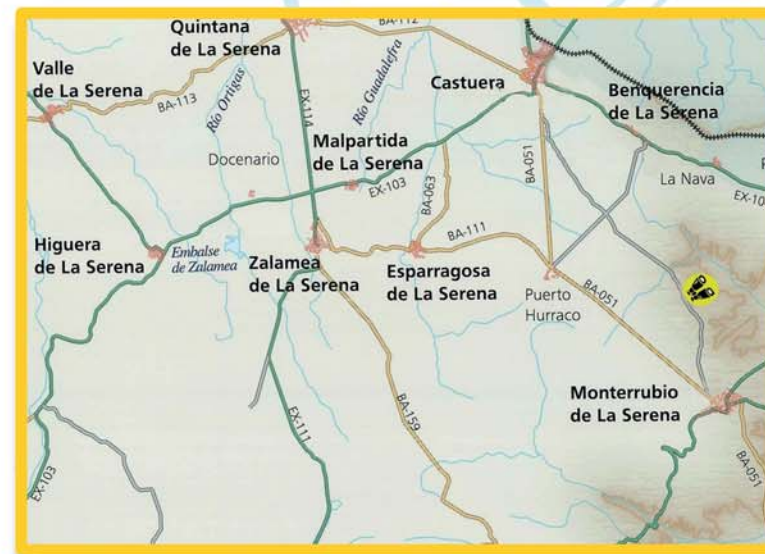 Quintana
de La Serena
BA-112
Valle
de La Serena
BA-113
Río Ortigas
EX-114
Río Guadalefra
Castuera
Benquerencia
de La Serena
Docenario
Malpartida
de La Serena
EX-103
BA-063
BA-051
La Nava
EX-10
Higuera
de La Serena
Embalse
de Zalamea
Zalamea
de La Serena
BA-111
Esparragosa
de La Serena
Puerto
Hurraco
BA-051
Monterrubio
de La Serena
BA-159
EX-111
EX-103
BA-051